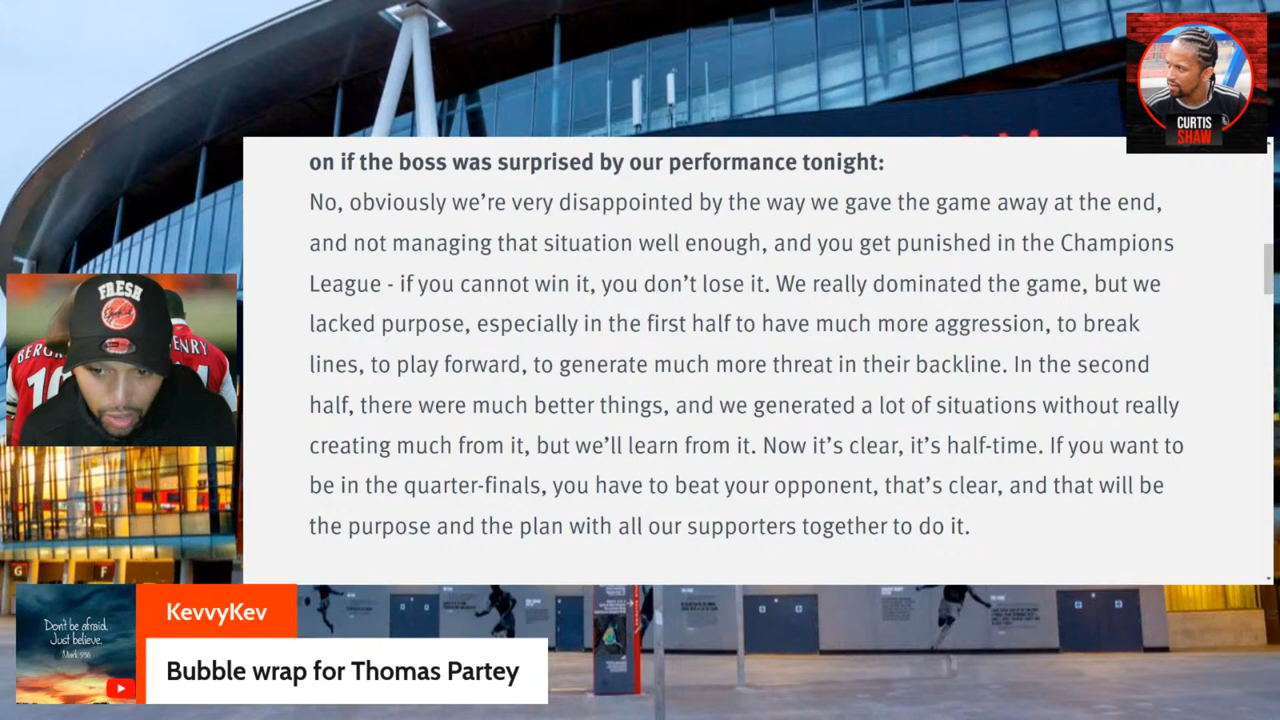 CURTIS
SHAW
on if the boss was surprised by our performance tonight:
No, obviously we’re very disappointed by the way we gave the game away at the end,
and not managing that situation well enough, and you get punished in the Champions
League - if you cannot win it, you don’t lose it. We really dominated the game, but we
lacked purpose, especially in the first half to have much more aggression, to break
lines, to play forward, to generate much more threat in their backline. In the second
half, there were much better things, and we generated a lot of situations without really
creating much from it, but we’ll learn from it. Now it’s clear, it’s half-time. If you want to
be in the quarter-finals, you have to beat your opponent, that’s clear, and that will be
the purpose and the plan with all our supporters together to do it.
FRESH
G
F
Don't be afraid.
Just believe.
KevvyKev
Bubble wrap for Thomas Partey